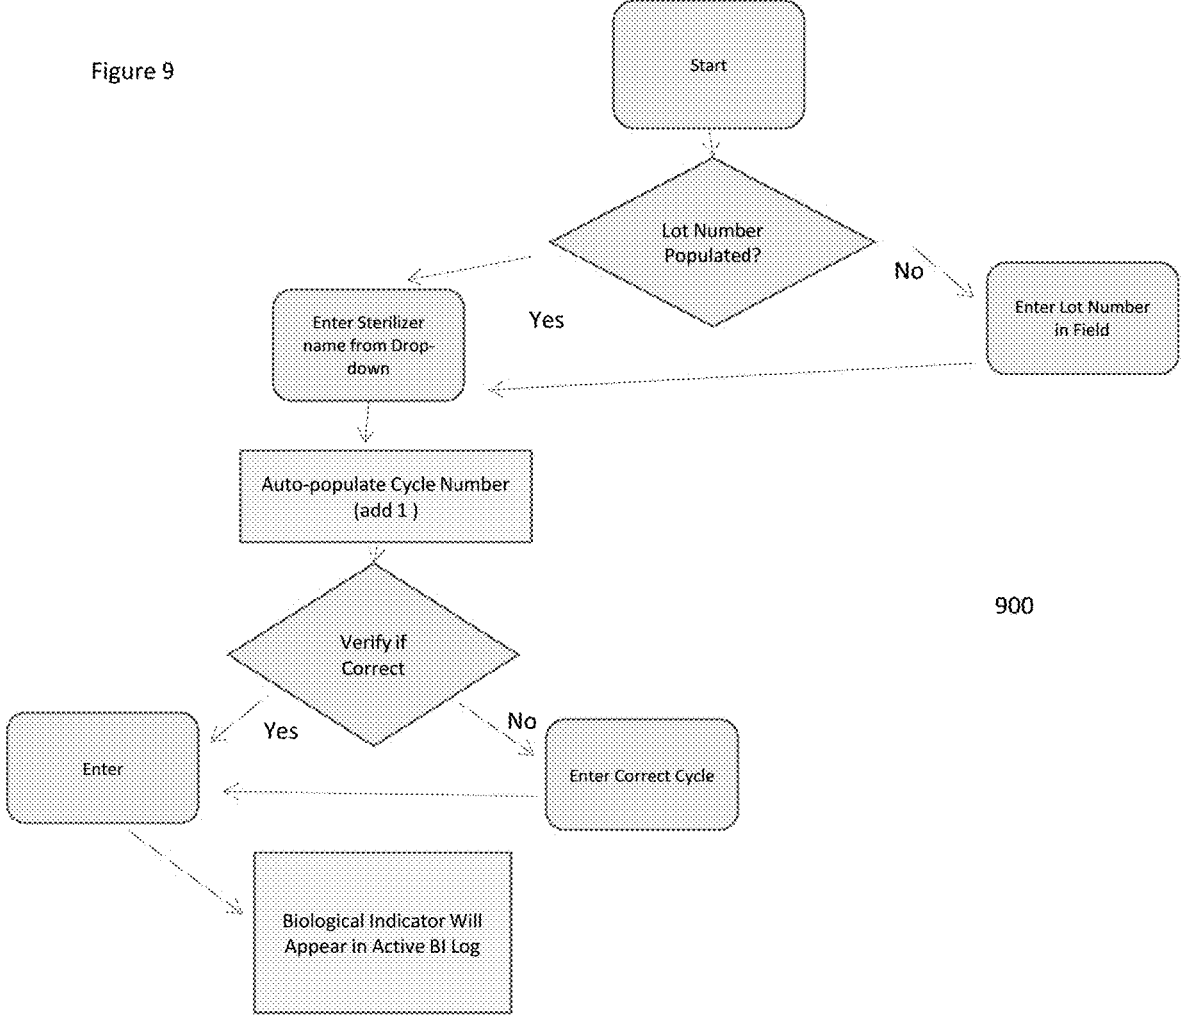 Figure 9
Start
Lot Number
Populated?
No
Yes
Enter Lot Number
in Field
Enter Sterilizer
name from Drop-
down
Auto-populate Cycle Number
(add 1 )
900
Verify if
Correct
Yes
No
Enter
Enter Correct Cycle
Biological Indicator Will
Appear in Active BI Log